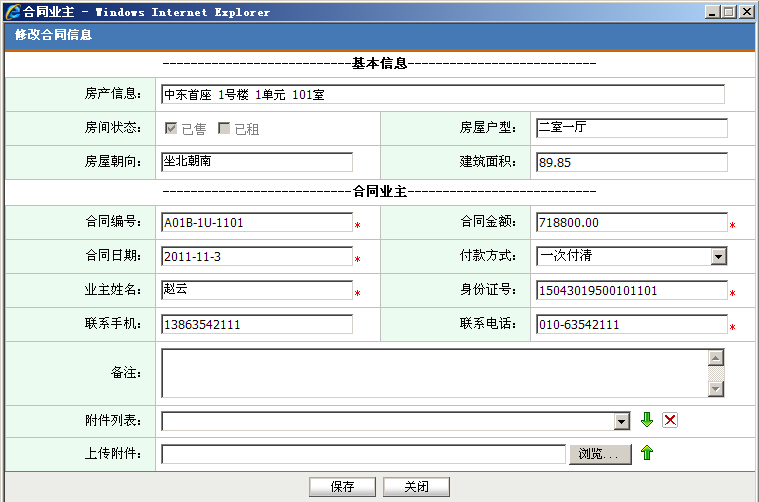 合同业主 - Windows Internet Explorer
修改合同信息
---------------------------基本信息---------------------------
房产信息： 中东首座 1号楼 1单元 101室
房间状态： 已售 已租 房屋户型： 二室一厅
房屋朝向： 坐北朝南 建筑面积： 89.85
---------------------------合同业主---------------------------
合同编号： A01B-1U-1101 * 合同金额： 718800.00 *
合同日期： 2011-11-3 * 付款方式： 一次付清
业主姓名： 赵云 * 身份证号： 15043019500101101 *
联系手机： 13863542111 联系电话： 010-63542111 *
备注：
附件列表：
上传附件： 浏览...
保存 关闭